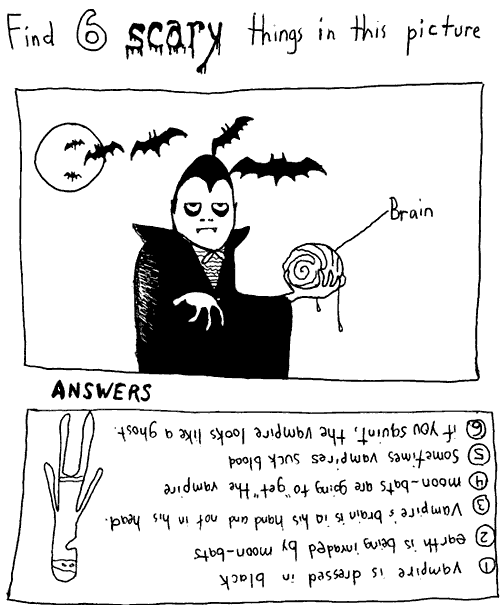 Find 6 scary things in this picture
Brain
ANSWERS
1 vampire is dressed in black
2 earth is being invaded by moon-bats
3 Vampire's brain is in his hand and not in his head.
4 moon-bats are going to "get" the vampire
5 Sometimes vampires suck blood
6 if you squint, the vampire looks like a ghost.